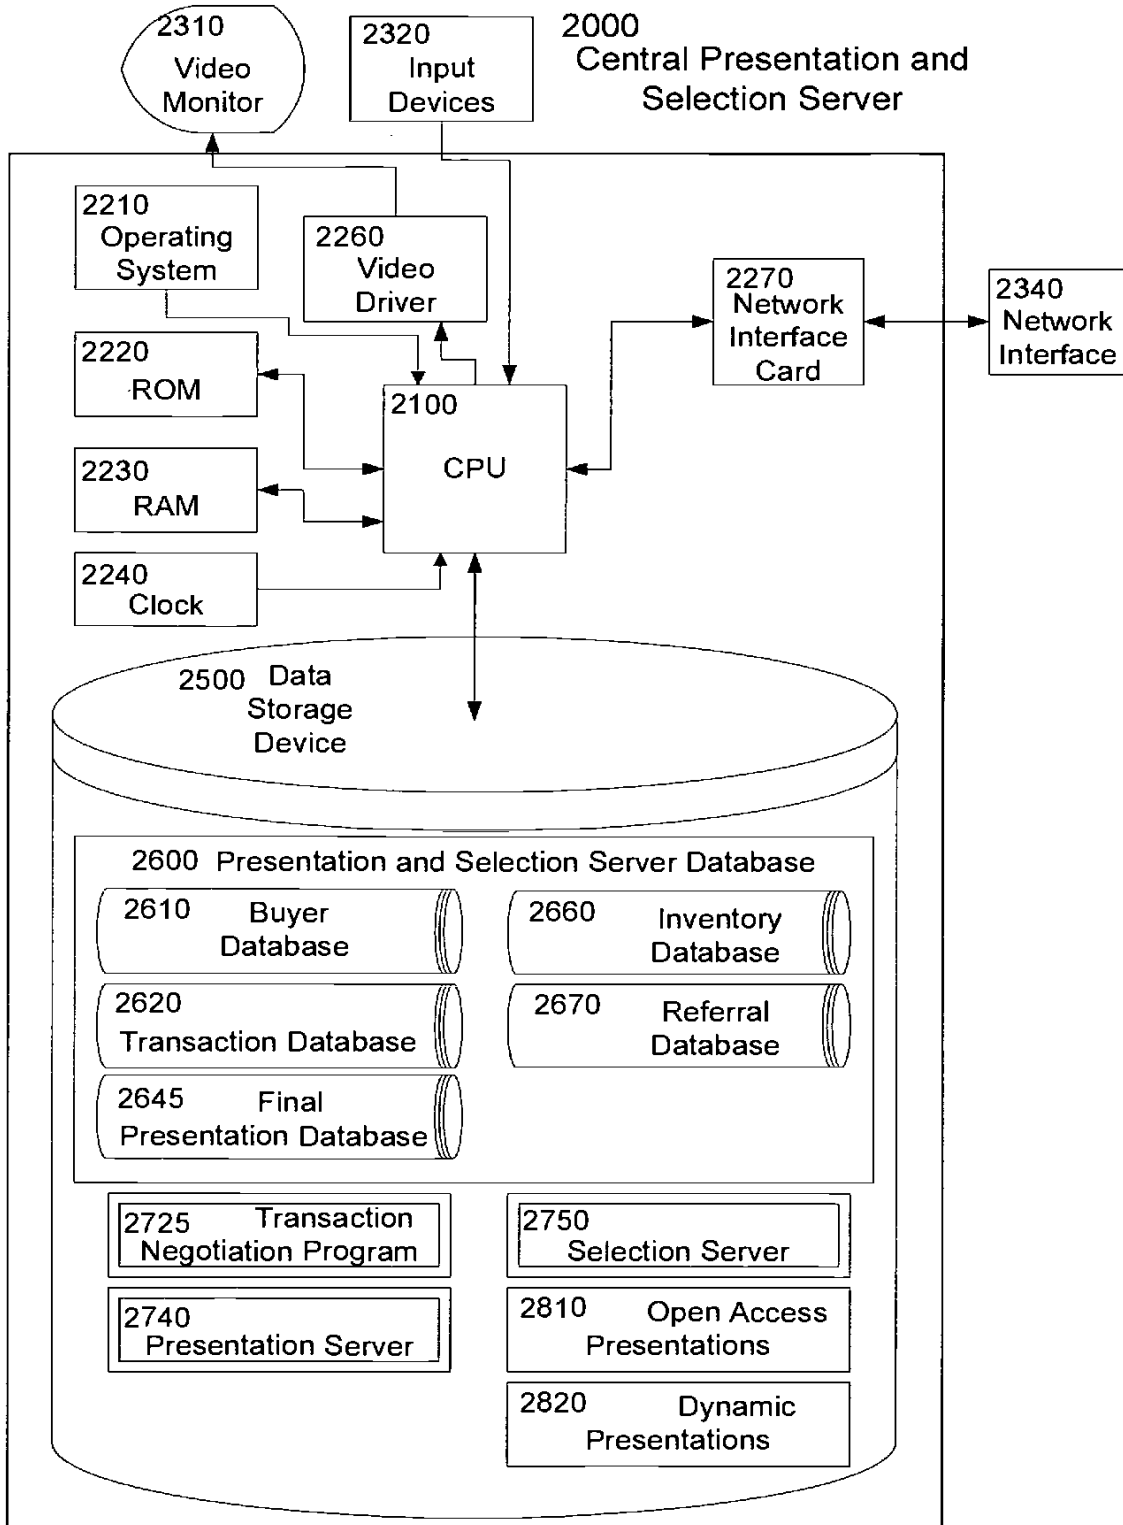 2310
Video
Monitor
2320
Input
Devices
2000
Central Presentation and
Selection Server
2210
Operating
System
2260
Video
Driver
2270
Network
Interface
Card
2340
Network
Interface
2220
ROM
2100
CPU
2230
RAM
2240
Clock
2500 Data
Storage
Device
2600 Presentation and Selection Server Database
2610 Buyer
Database
2660 Inventory
Database
2620
Transaction Database
2670 Referral
Database
2645 Final
Presentation Database
2725 Transaction
Negotiation Program
2750
Selection Server
2740
Presentation Server
2810 Open Access
Presentations
2820 Dynamic
Presentations